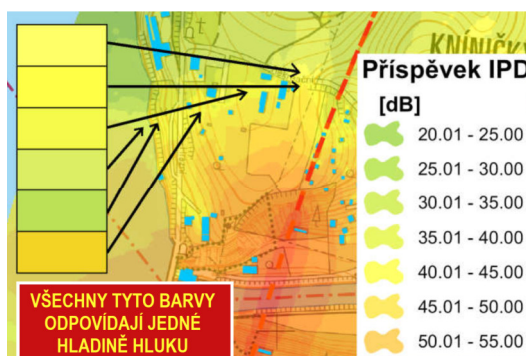 KNÍNIČKY
Příspěvek IPD
[dB]
20.01 - 25.00
25.01 - 30.00
30.01 - 35.00
35.01 - 40.00
40.01 - 45.00
45.01 - 50.00
50.01 - 55.00
VŠECHNY TYTO BARVY
ODPOVÍDAJÍ JEDNÉ
HLADINĚ HLUKU